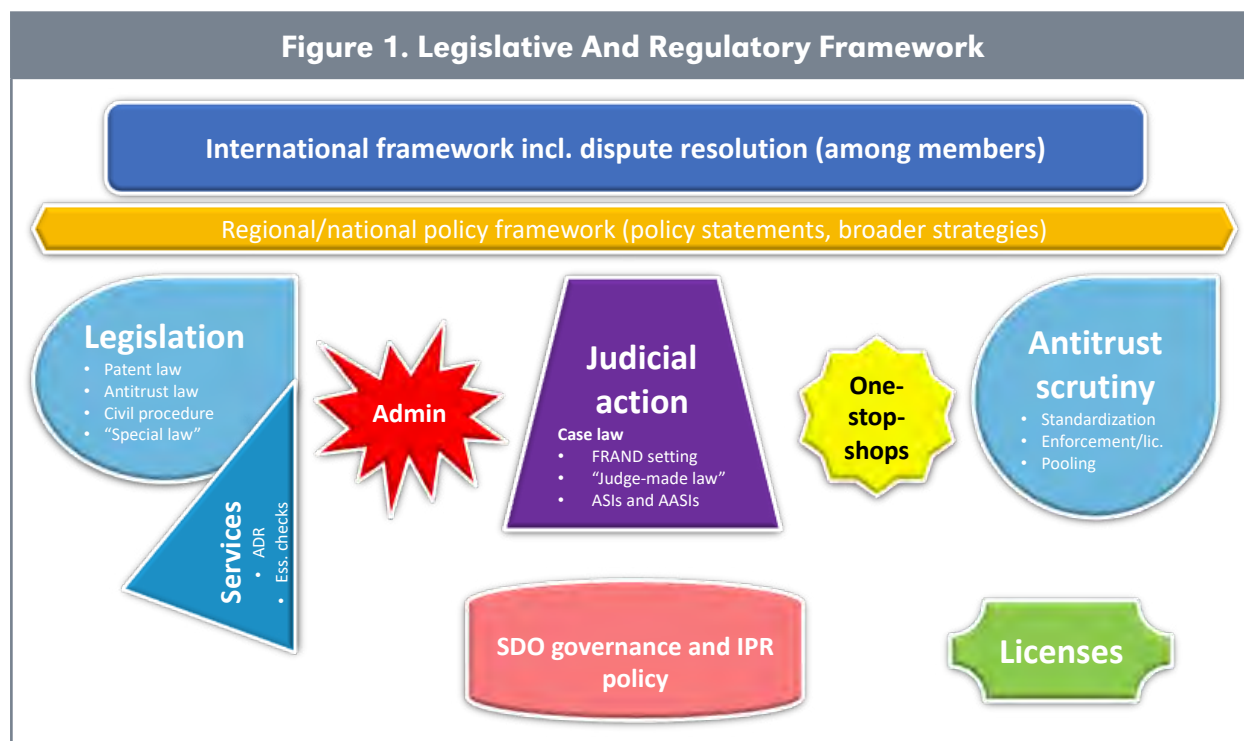 Figure 1. Legislative And Regulatory Framework
International framework incl. dispute resolution (among members)
Regional/national policy framework (policy statements, broader strategies)
Legislation
• Patent law
• Antitrust law
• Civil procedure
• “Special law”
Services
• ADR
• Ess. checks
Admin
Judicial
action
Case law
• FRAND setting
• “Judge-made law”
• ASIs and AASIs
One-
stop-
shops
Antitrust
scrutiny
• Standardization
• Enforcement/lic.
• Pooling
SDO governance and IPR
policy
Licenses